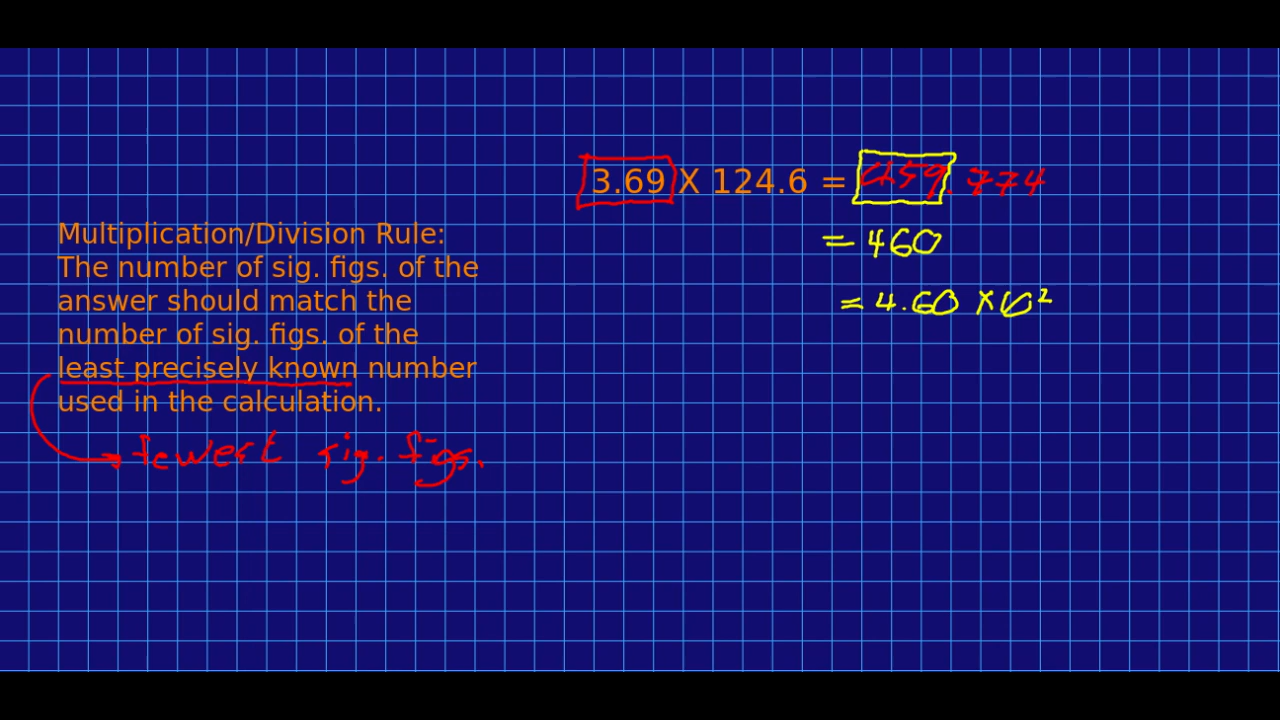 3.69 X 124.6 = 459.774
= 460
= 4.60 x 10²
Multiplication/Division Rule:
The number of sig. figs. of the
answer should match the
number of sig. figs. of the
least precisely known number
used in the calculation.
fewest sig. figs.